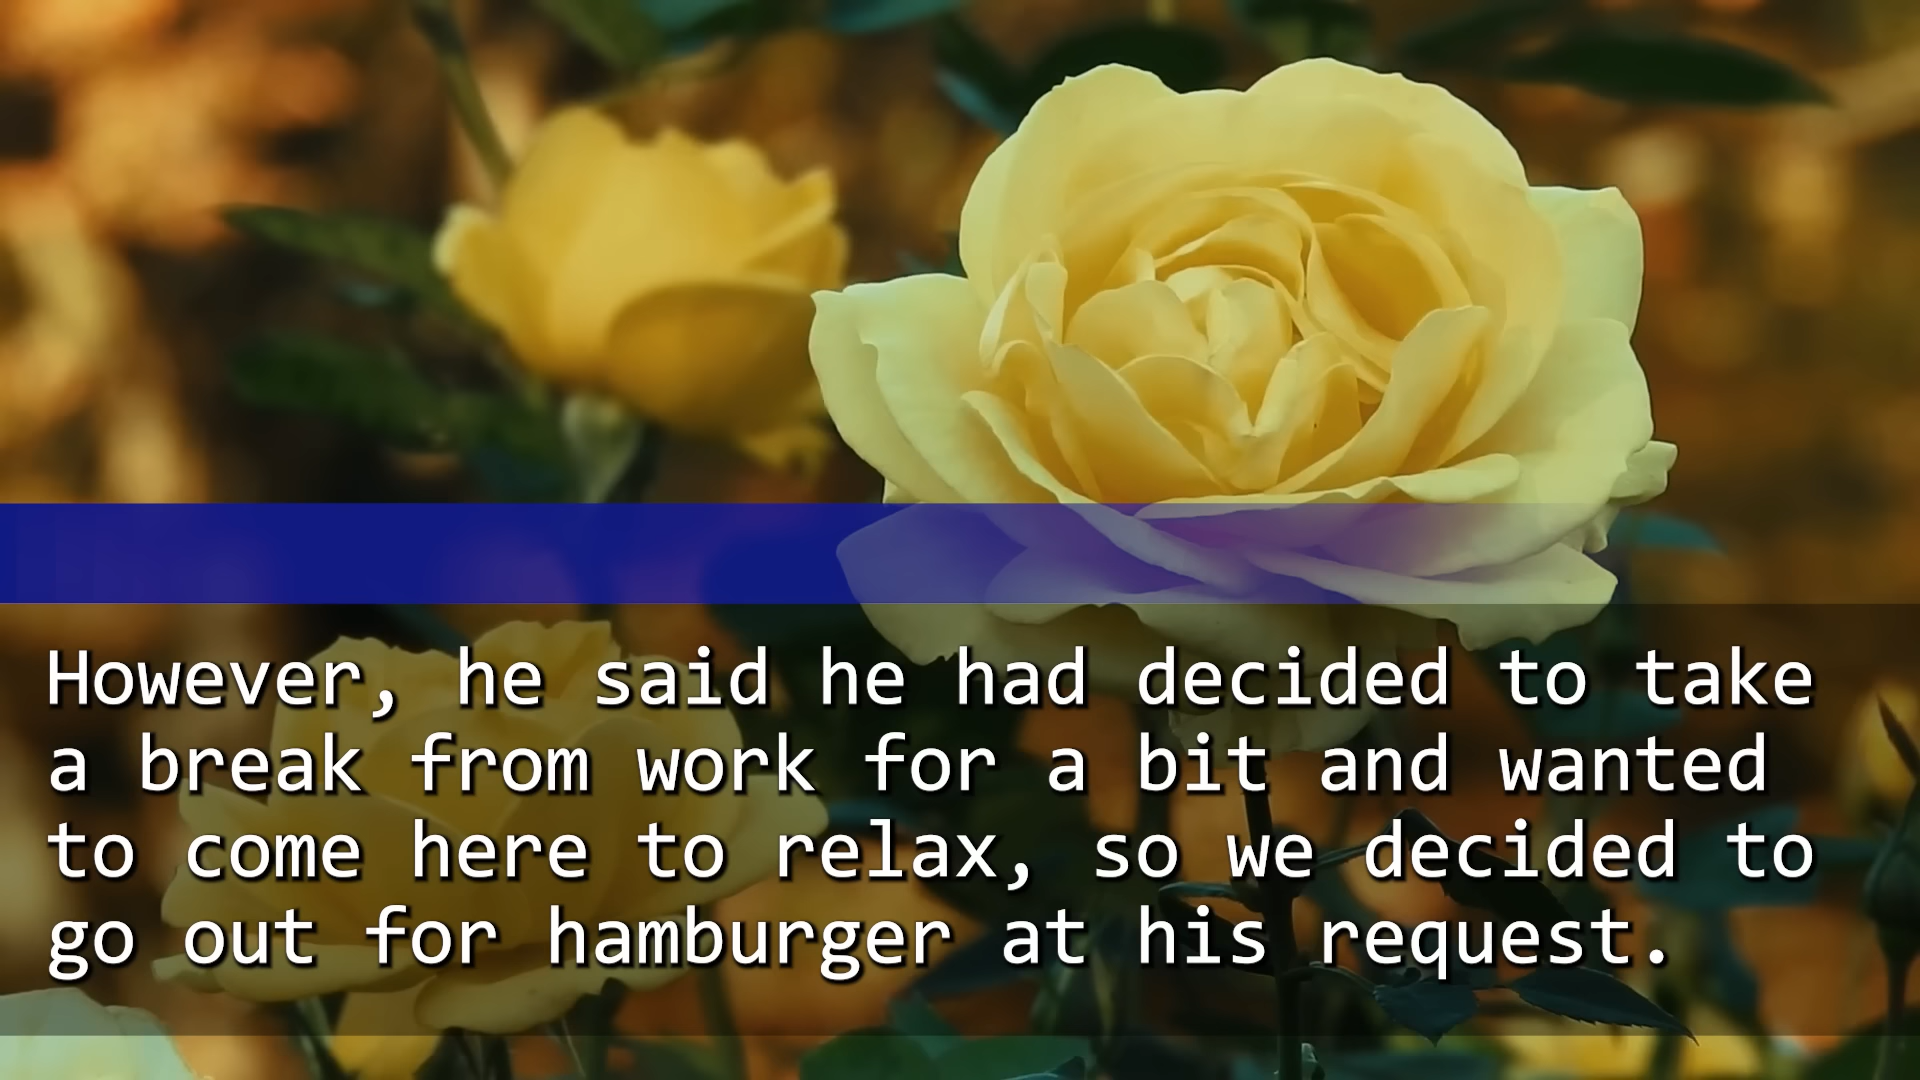 However, he said he had decided to take
a break from work for a bit and wanted
to come here to relax, so we decided to
go out for hamburger at his request.